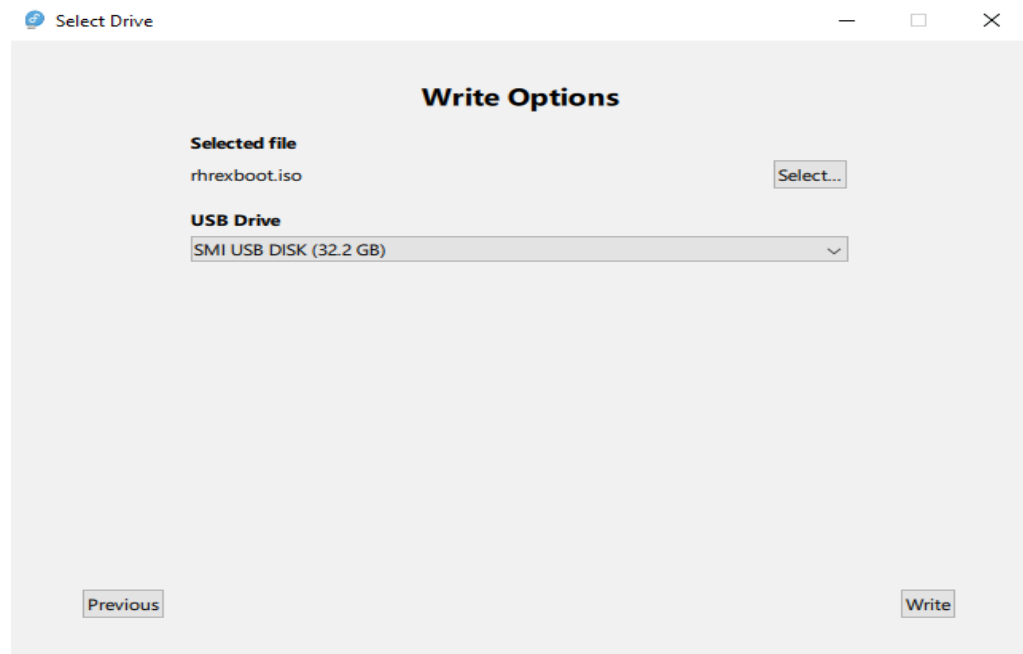 Select Drive
Write Options
Selected file
rhrexboot.iso
Select...
USB Drive
SMI USB DISK (32.2 GB)
Previous
Write